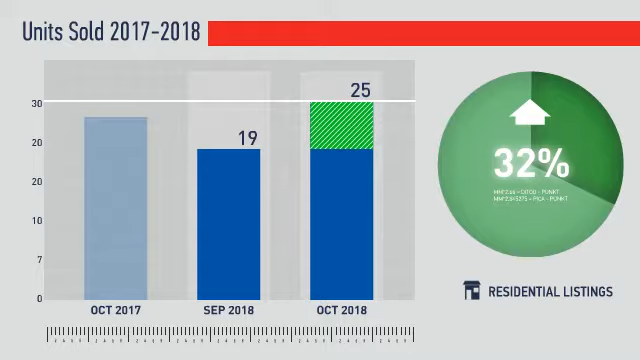 Units Sold 2017-2018
30
20
20
10
7
0
19
25
OCT 2017
SEP 2018
OCT 2018
32%
RESIDENTIAL LISTINGS